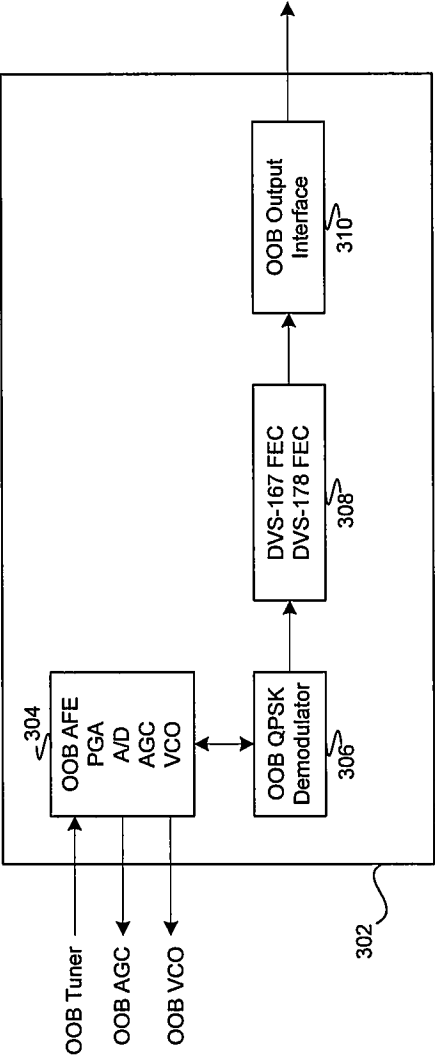 OOB Tuner
OOB AGC
OOB VCO
304
OOB AFE
PGA
A/D
AGC
VCO
OOB QPSK
Demodulator
306
DVS-167 FEC
DVS-178 FEC
308
OOB Output
Interface
310
302